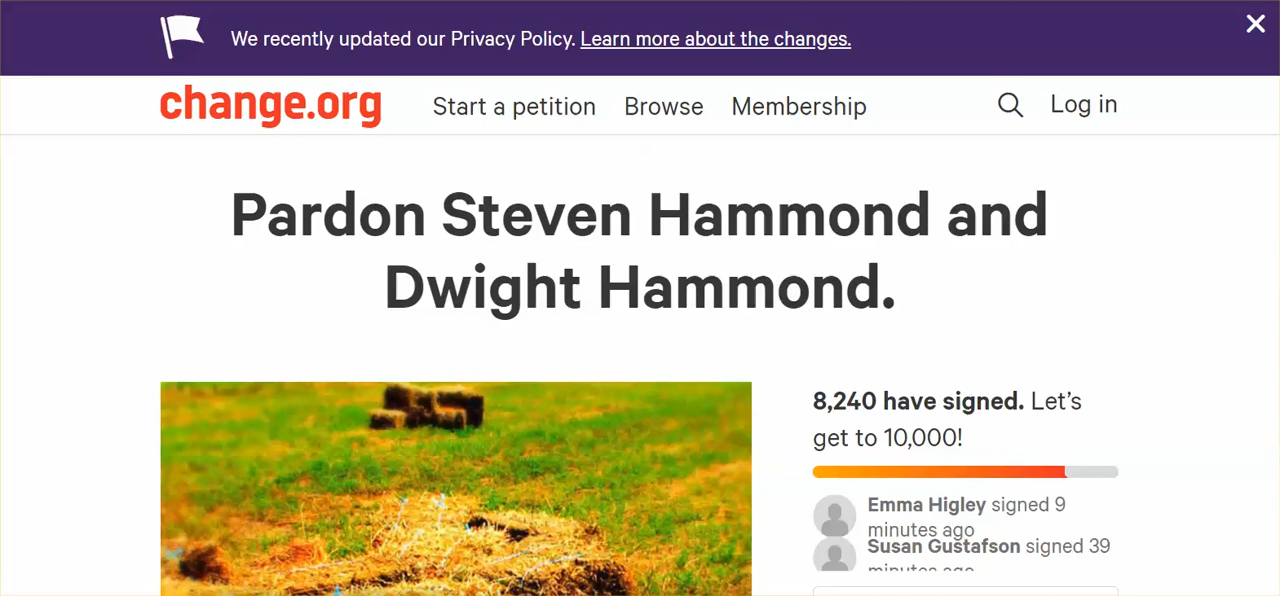 We recently updated our Privacy Policy. Learn more about the changes.
change.org Start a petition Browse Membership Log in
Pardon Steven Hammond and
Dwight Hammond.
8,240 have signed. Let's
get to 10,000!
Emma Higley signed 9
minutes ago
Susan Gustafson signed 39
minutes ago